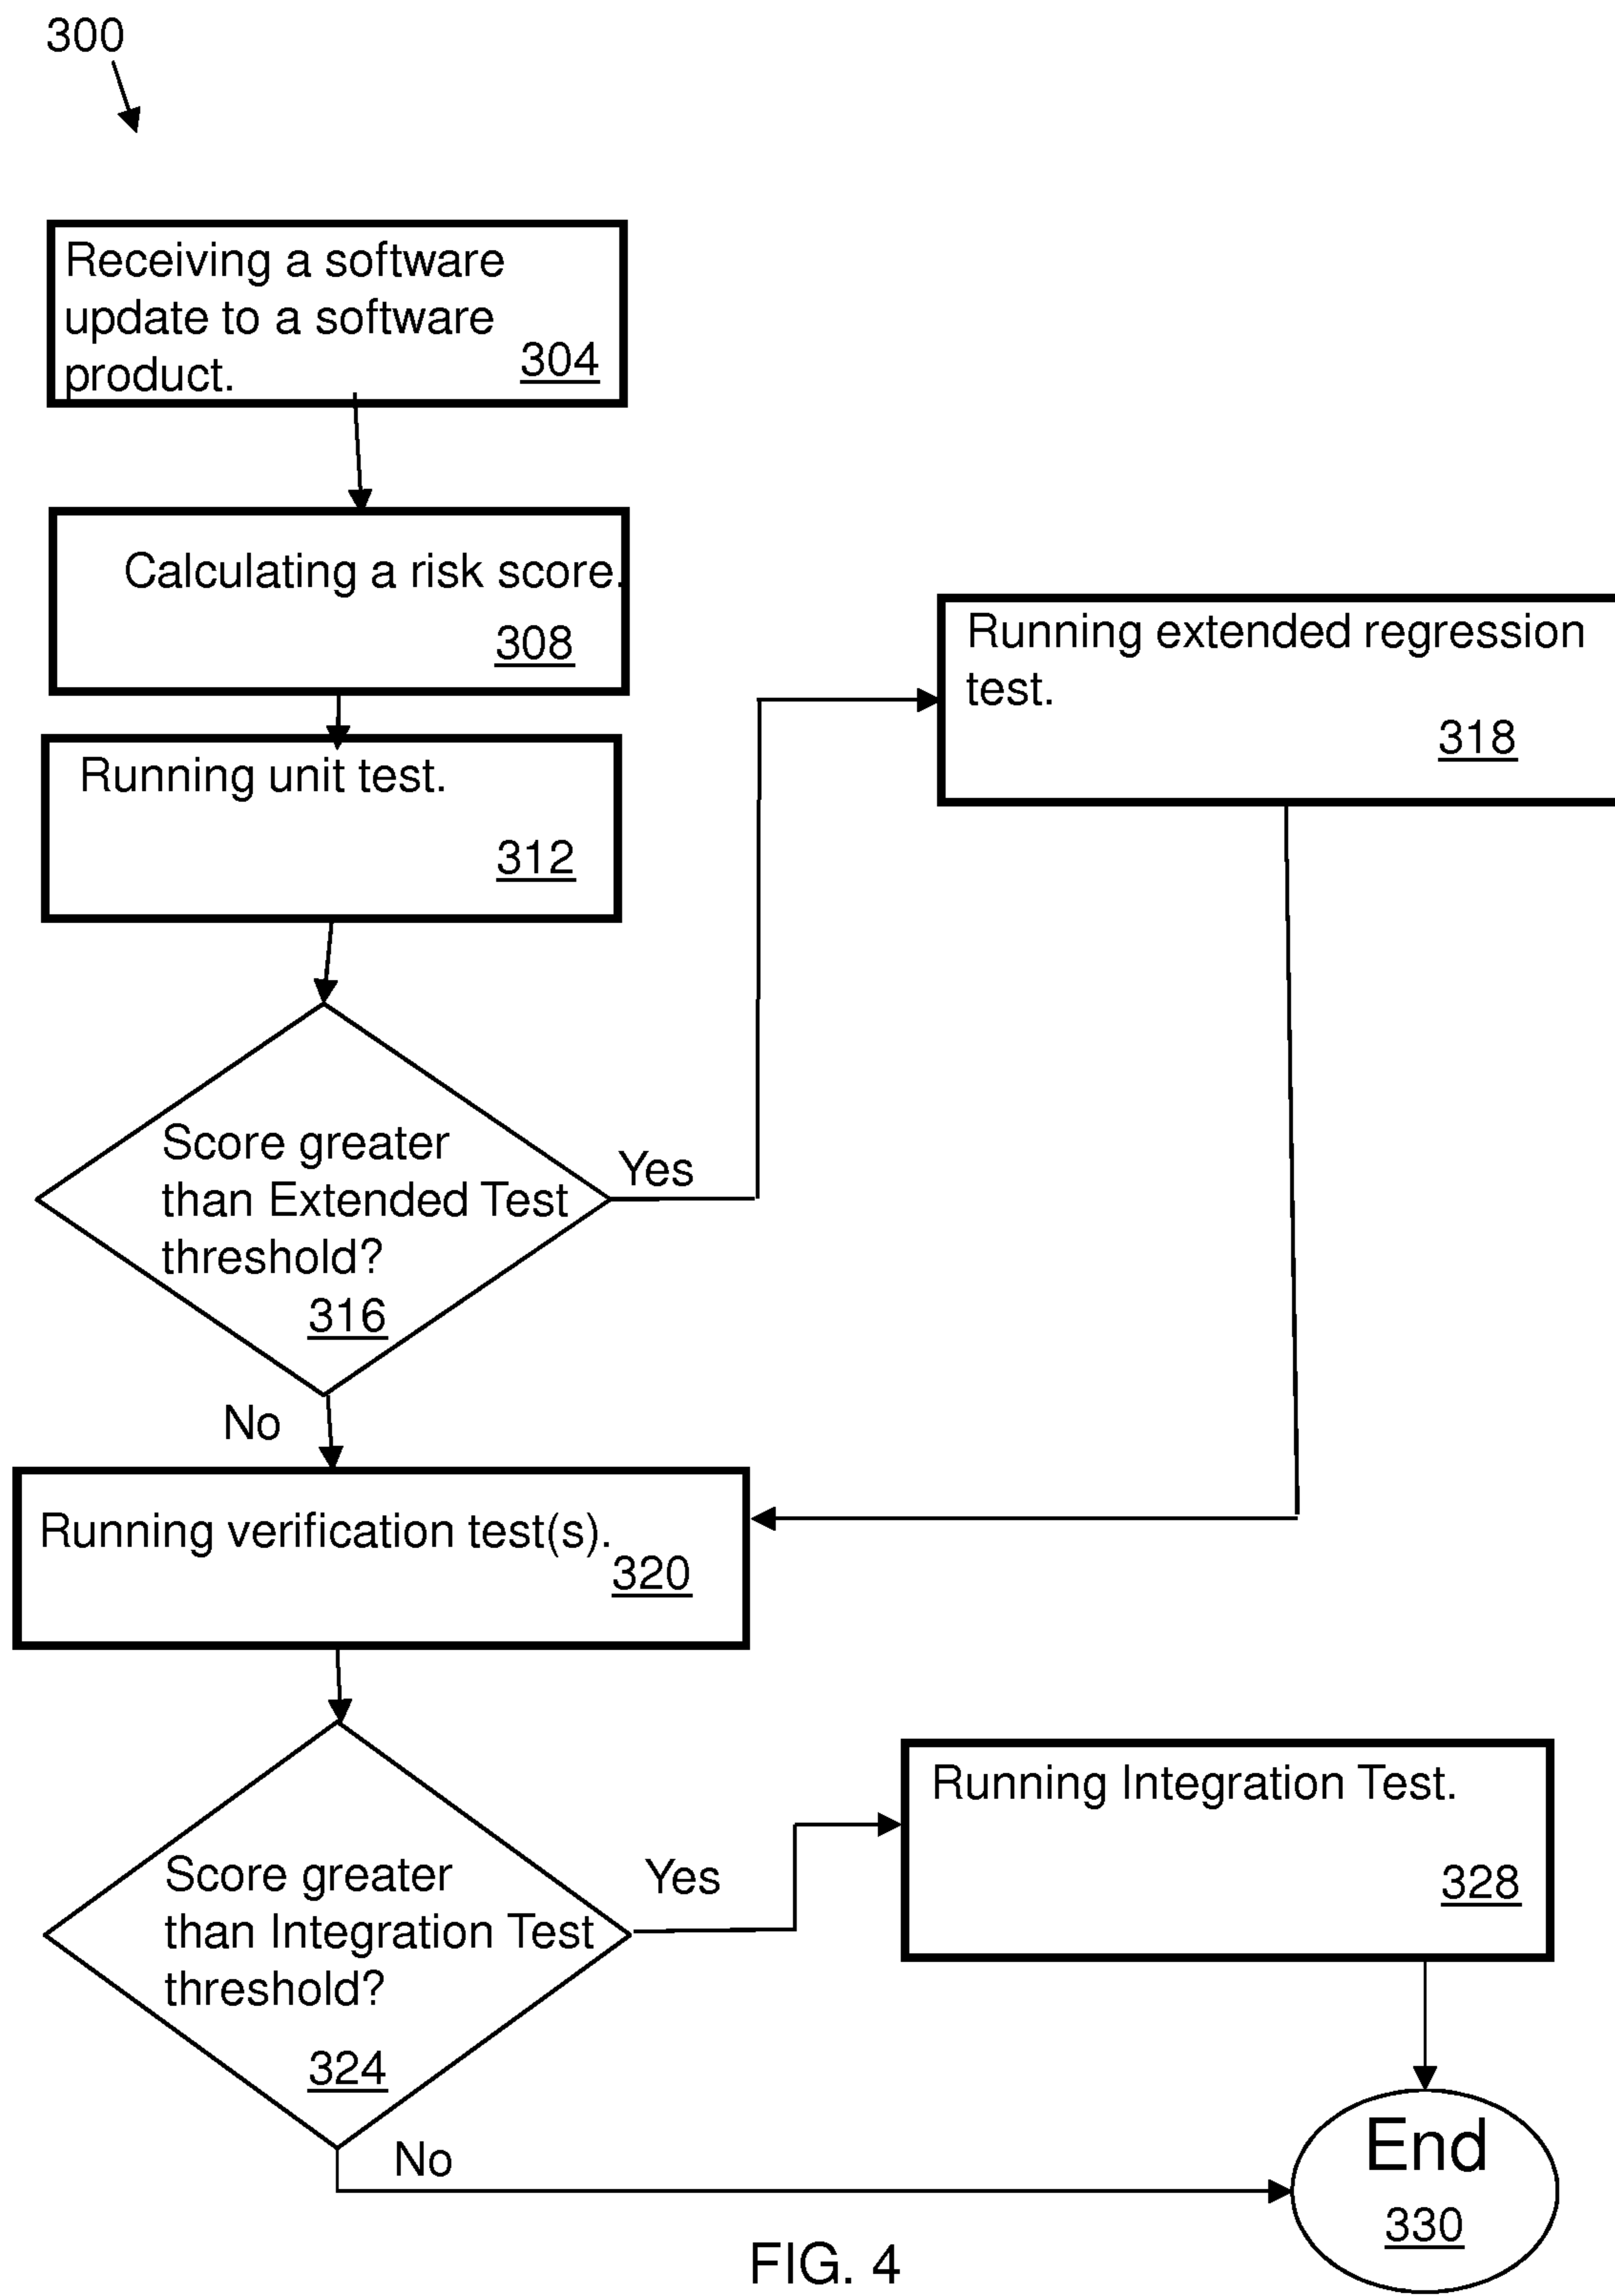 300
Receiving a software
update to a software
product.
304
Calculating a risk score.
308
Running extended regression
test.
318
Running unit test.
312
Score greater
than Extended Test
threshold?
316
Yes
No
Running verification test(s).
320
Running Integration Test.
328
Score greater
than Integration Test
threshold?
324
Yes
No
End
330
FIG. 4